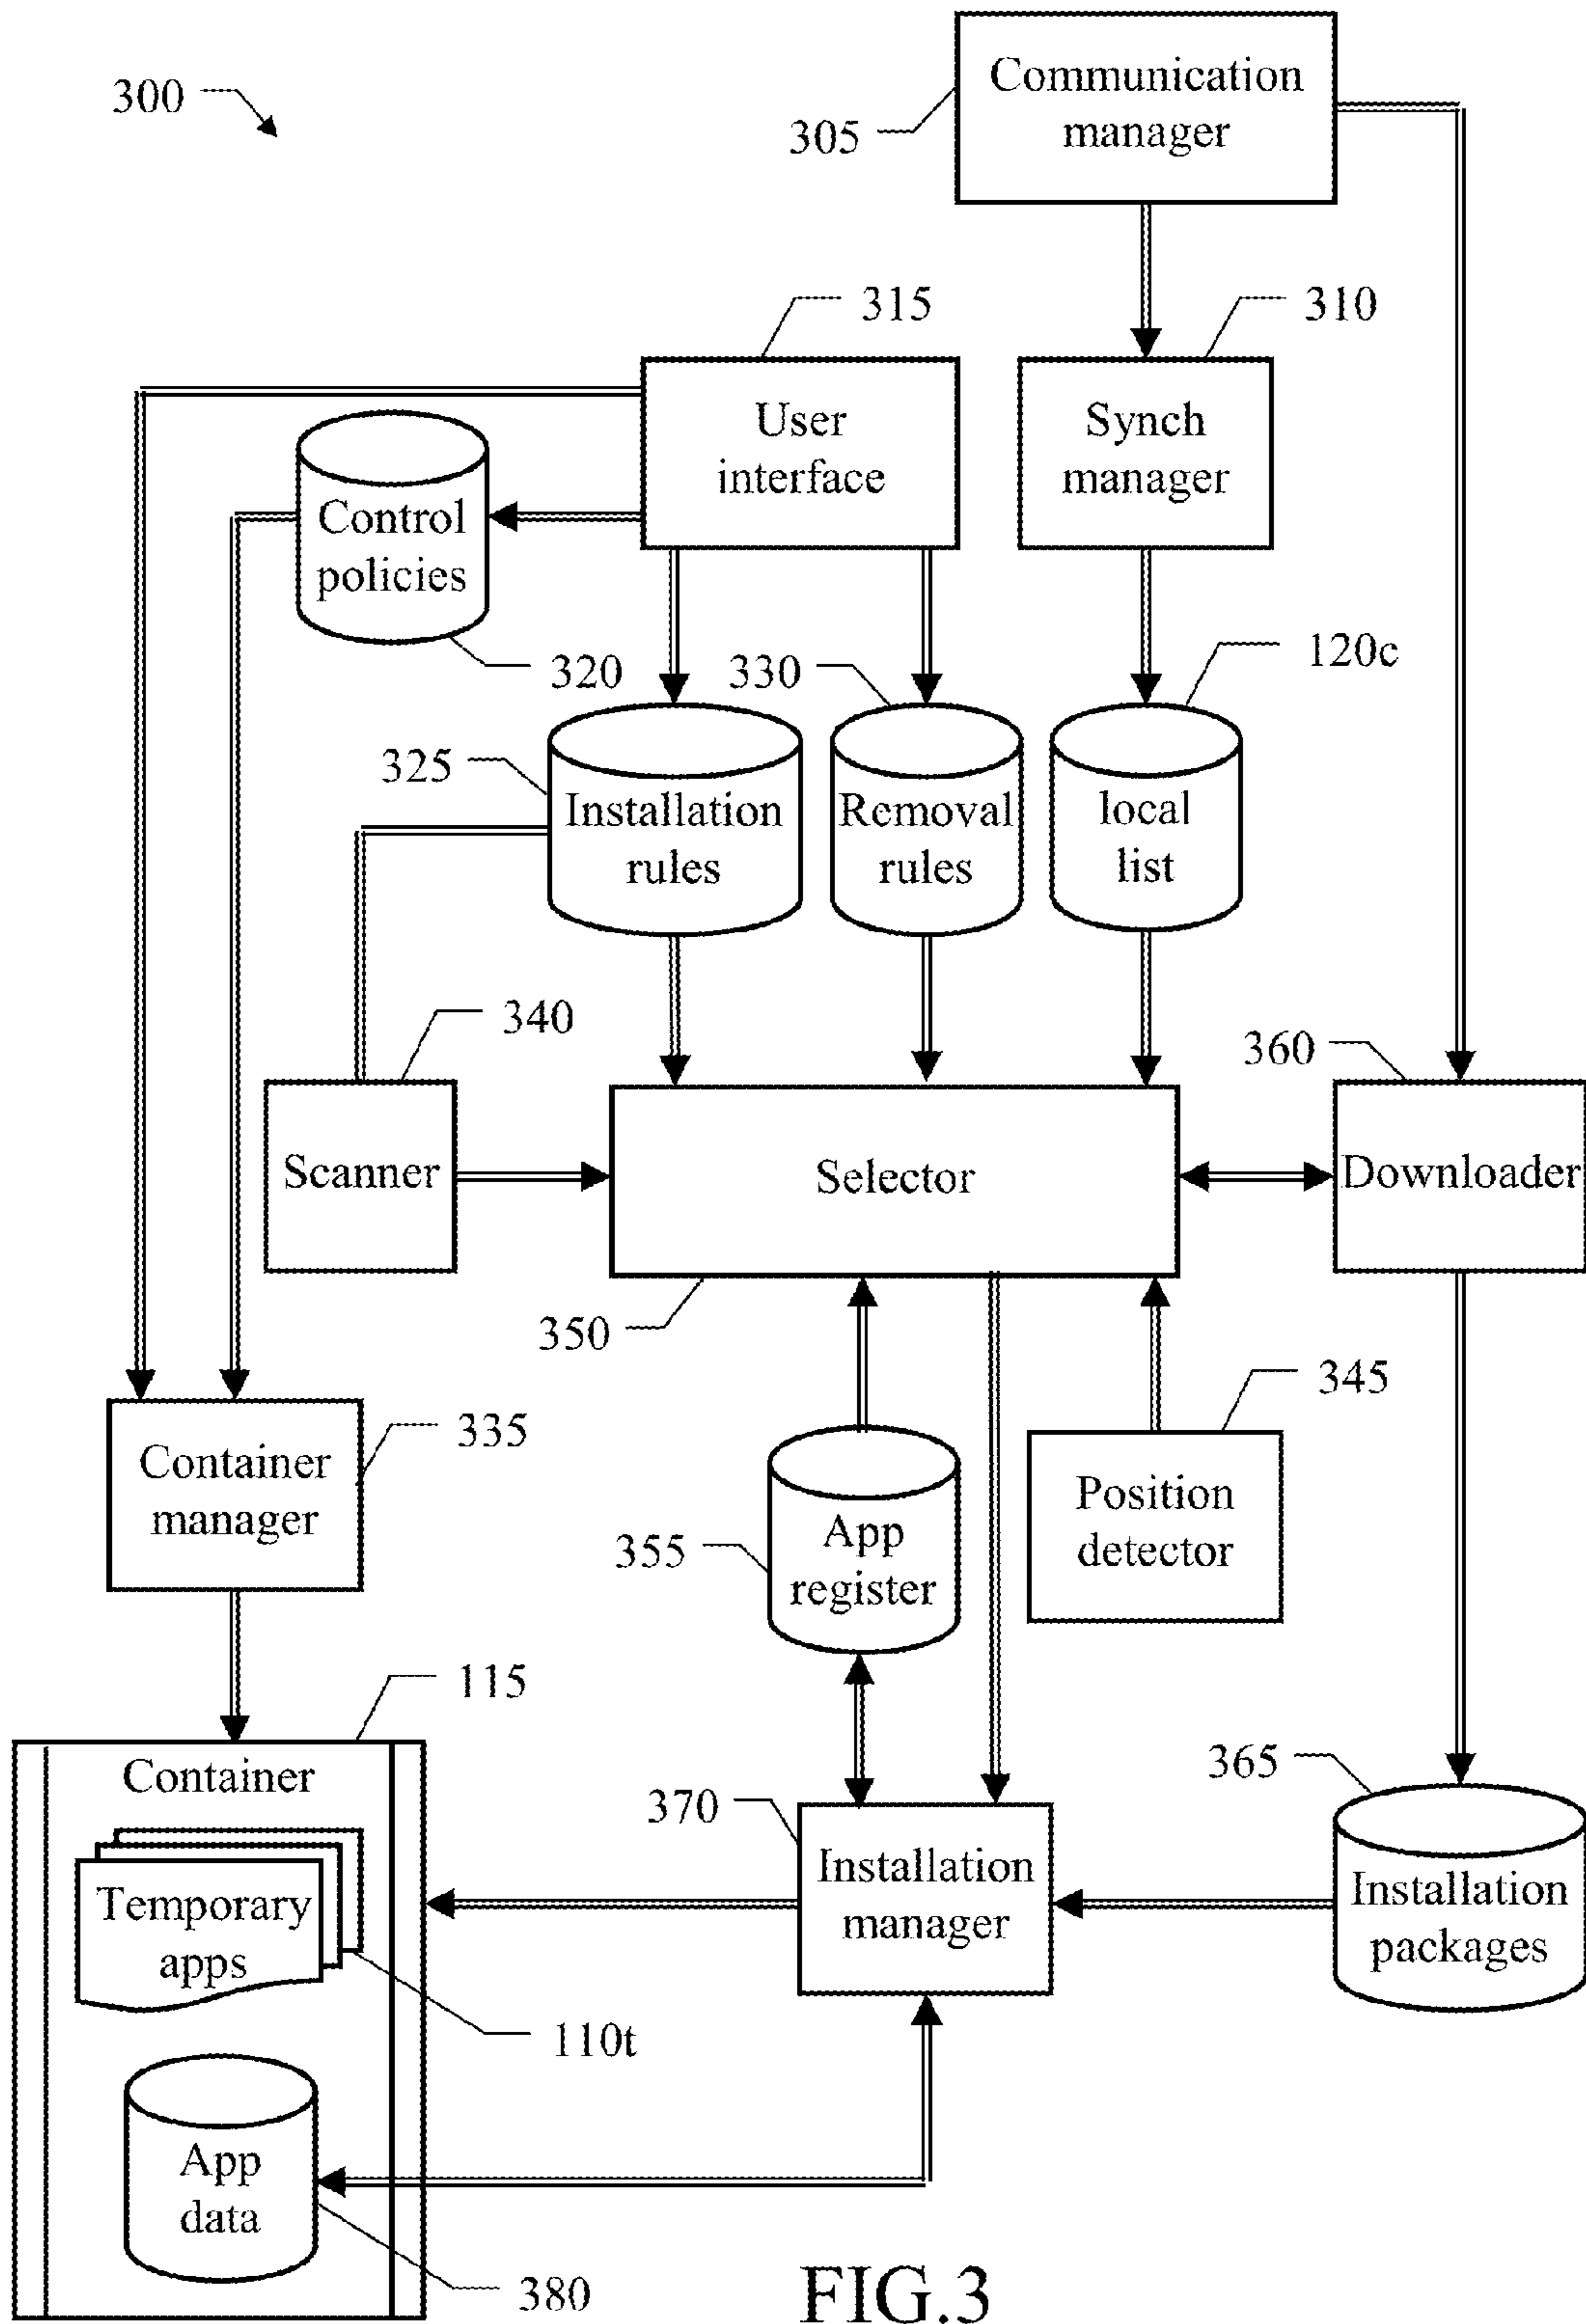 300
Communication
manager
305
315
310
User
interface
Synch
manager
Control
policies
320
330
120c
325
Installation
rules
Removal
rules
local
list
340
360
Scanner
Selector
Downloader
350
345
335
Container
manager
Position
detector
355
App
register
115
Container
365
370
Installation
manager
Installation
packages
Temporary
apps
110t
App
data
380
FIG.3